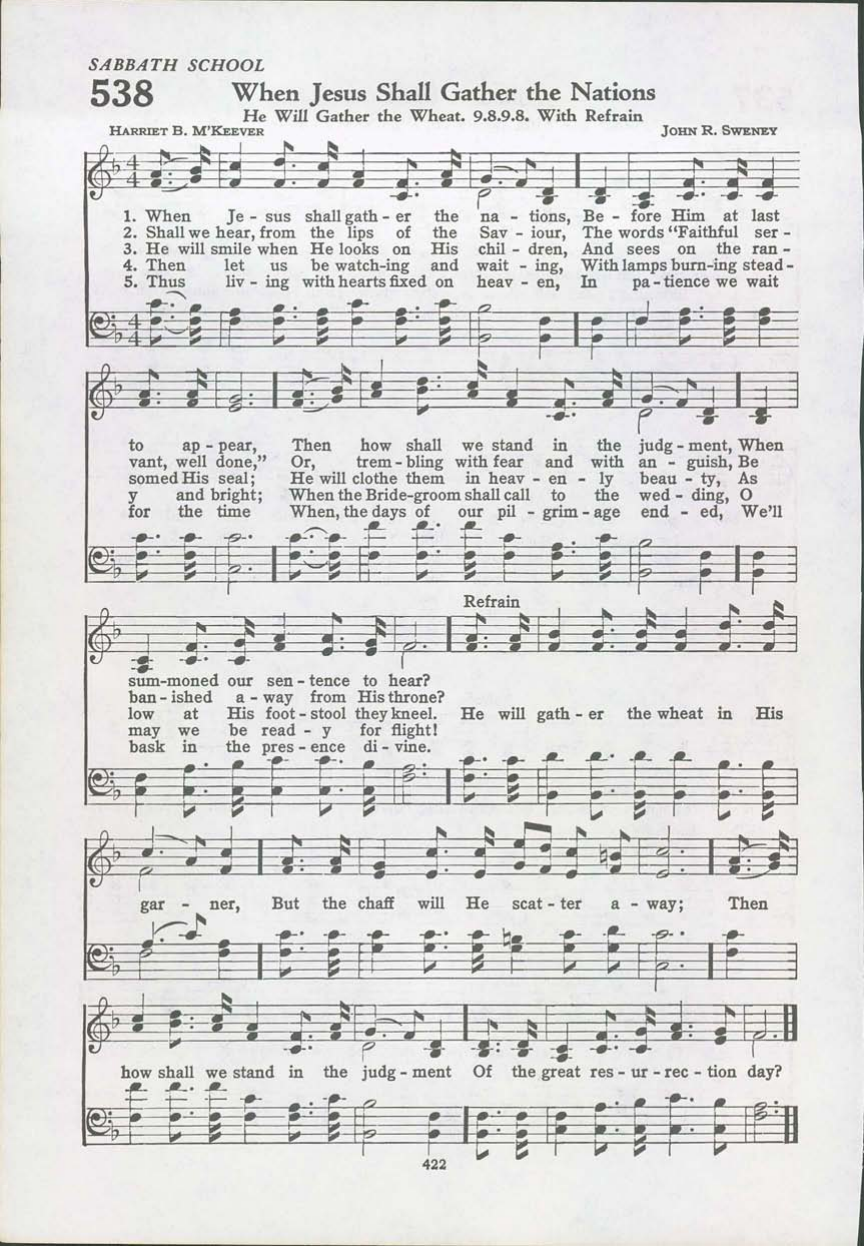 SABBATH SCHOOL
538 When Jesus Shall Gather the Nations
He Will Gather the Wheat. 9.8.9.8. With Refrain
HARRIET B. M'KEEVER JOHN R. SWENEY
1. When Je - sus shall gath - er the na - tions, Be - fore Him at last
2. Shall we hear, from the lips of the Sav - iour, The words “Faithful ser -
3. He will smile when He looks on His chil - dren, And sees on the ran -
4. Then let us be watch-ing and wait - ing, With lamps burn-ing stead -
5. Thus liv - ing with hearts fixed on heav - en, In pa - tience we wait
to ap - pear, Then how shall we stand in the judg - ment, When
vant, well done,” Or, trem - bling with fear and with an - guish, Be
somed His seal; He will clothe them in heav - en - ly beau - ty, As
y and bright; When the Bride-groom shall call to the wed - ding, O
for the time When, the days of our pil - grim - age end - ed, We'll
Refrain
sum-moned our sen - tence to hear?
ban - ished a - way from His throne?
low at His foot - stool they kneel. He will gath - er the wheat in His
may we be read - y for flight!
bask in the pres - ence di - vine.
gar - ner, But the chaff will He scat - ter a - way; Then
how shall we stand in the judg - ment Of the great res - ur - rec - tion day?
422